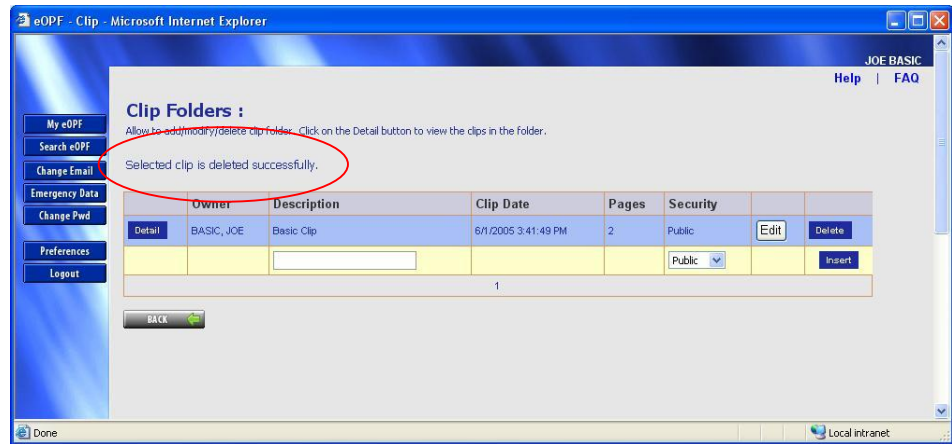 eOPF - Clip - Microsoft Internet Explorer
JOE BASIC
Help | FAQ
My eOPF
Search eOPF
Change Email
Emergency Data
Change Pwd
Preferences
Logout
Clip Folders :
Allow to add/modify/delete clip folder. Click on the Detail button to view the clips in the folder.
Selected clip is deleted successfully.
Owner Description Clip Date Pages Security
Detail BASIC, JOE Basic Clip 6/1/2005 3:41:49 PM 2 Public Edit Delete
Public Insert
1
BACK
Done Local intranet